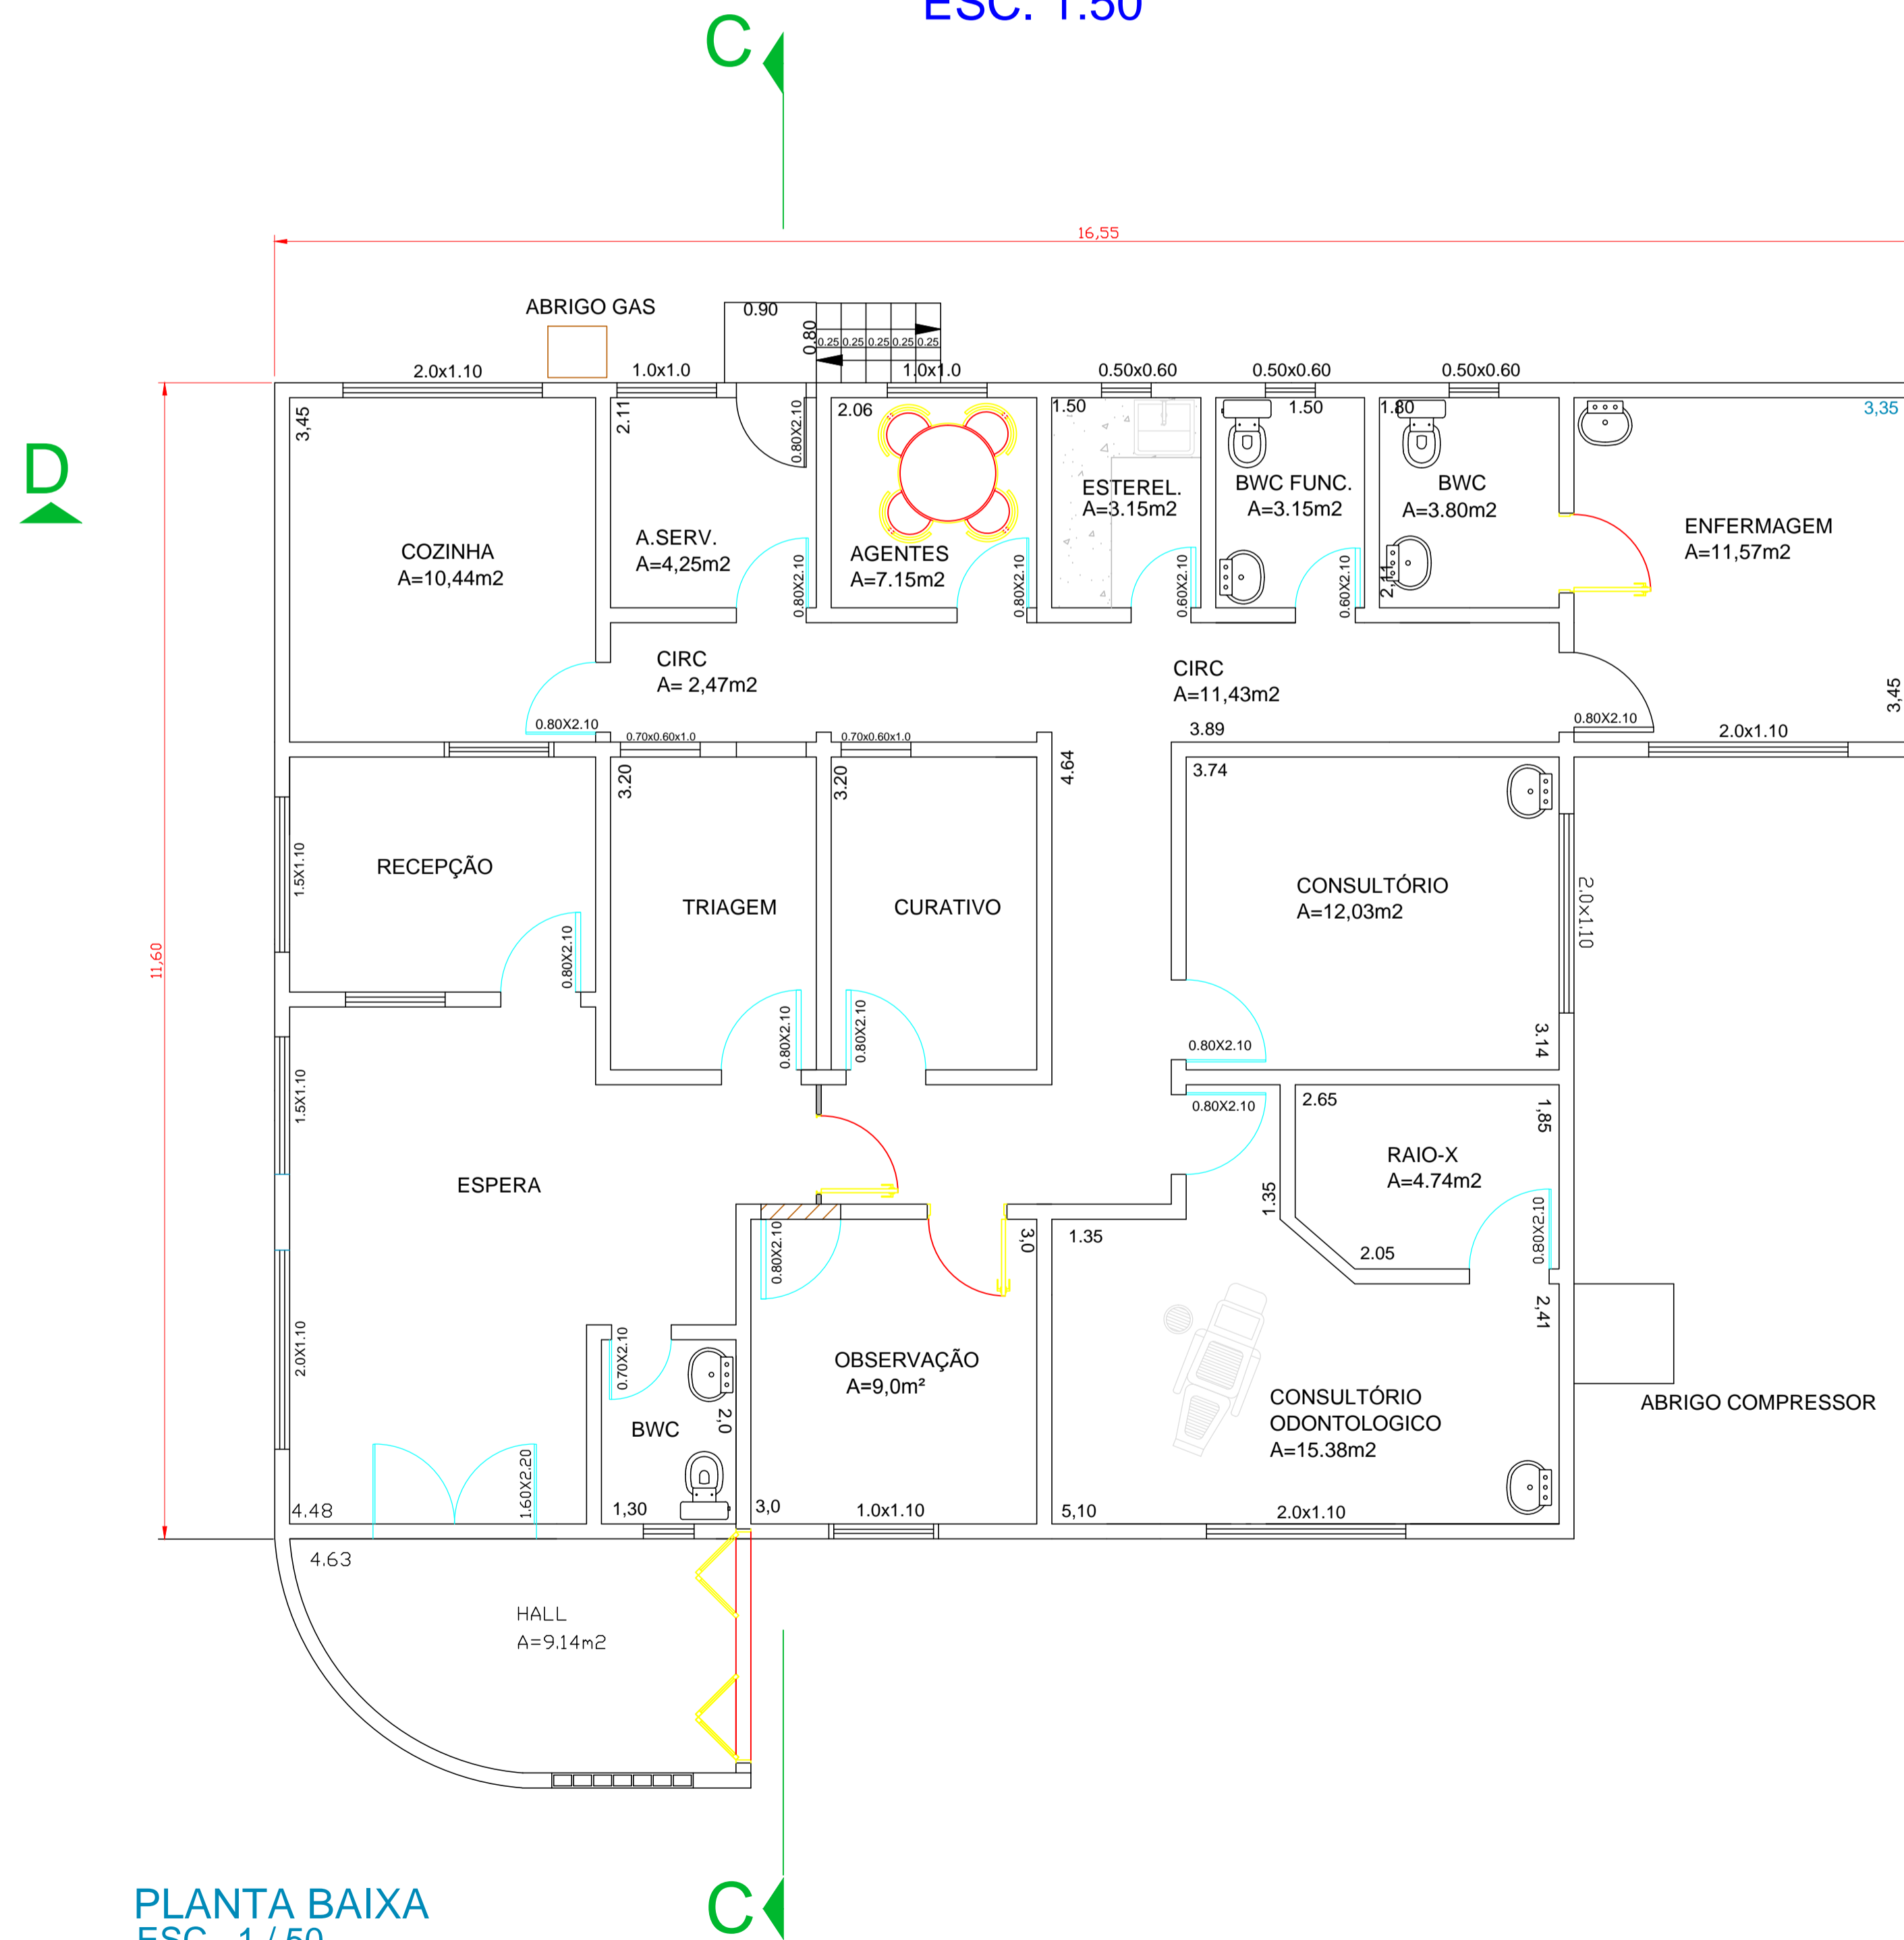 ESC. 1:50
C
16,55
ABRIGO GAS
0.90
0.80
0.25 0.25 0.25 0.25 0.25
2.0x1.10
1.0x1.0
1.0x1.0
0.50x0.60
0.50x0.60
0.50x0.60
D
3,45
2.11
0.80X2.10
2.06
1.50
1.50
1.80
3,35
COZINHA
A=10,44m2
A.SERV.
A=4,25m2
0.80X2.10
AGENTES
A=7.15m2
0.80X2.10
ESTEREL.
A=3.15m2
0.60X2.10
BWC FUNC.
A=3.15m2
0.60X2.10
BWC
A=3.80m2
2,11
ENFERMAGEM
A=11,57m2
CIRC
A= 2,47m2
CIRC
A=11,43m2
3,45
0.80X2.10
0.70x0.60x1.0
0.70x0.60x1.0
3.89
0.80X2.10
2.0x1.10
3.20
3.20
4.64
3.74
1.5X1.10
RECEPÇÃO
TRIAGEM
CURATIVO
CONSULTÓRIO
A=12,03m2
2.0x1.10
11,60
0.80X2.10
0.80X2.10
0.80X2.10
0.80X2.10
3.14
1.5X1.10
0.80X2.10
2.65
1,85
ESPERA
RAIO-X
A=4.74m2
1.35
0.80X2.10
2.05
0.80X2.10
3,0
1.35
2,41
2.0X1.10
0.70X2.10
OBSERVAÇÃO
A=9,0m²
BWC
2,0
CONSULTÓRIO
ODONTOLOGICO
A=15.38m2
ABRIGO COMPRESSOR
1.60X2.20
4.48
1,30
3,0
1.0x1.10
5,10
2.0x1.10
4.63
HALL
A=9.14m2
PLANTA BAIXA
ESC. 1 / 50
C